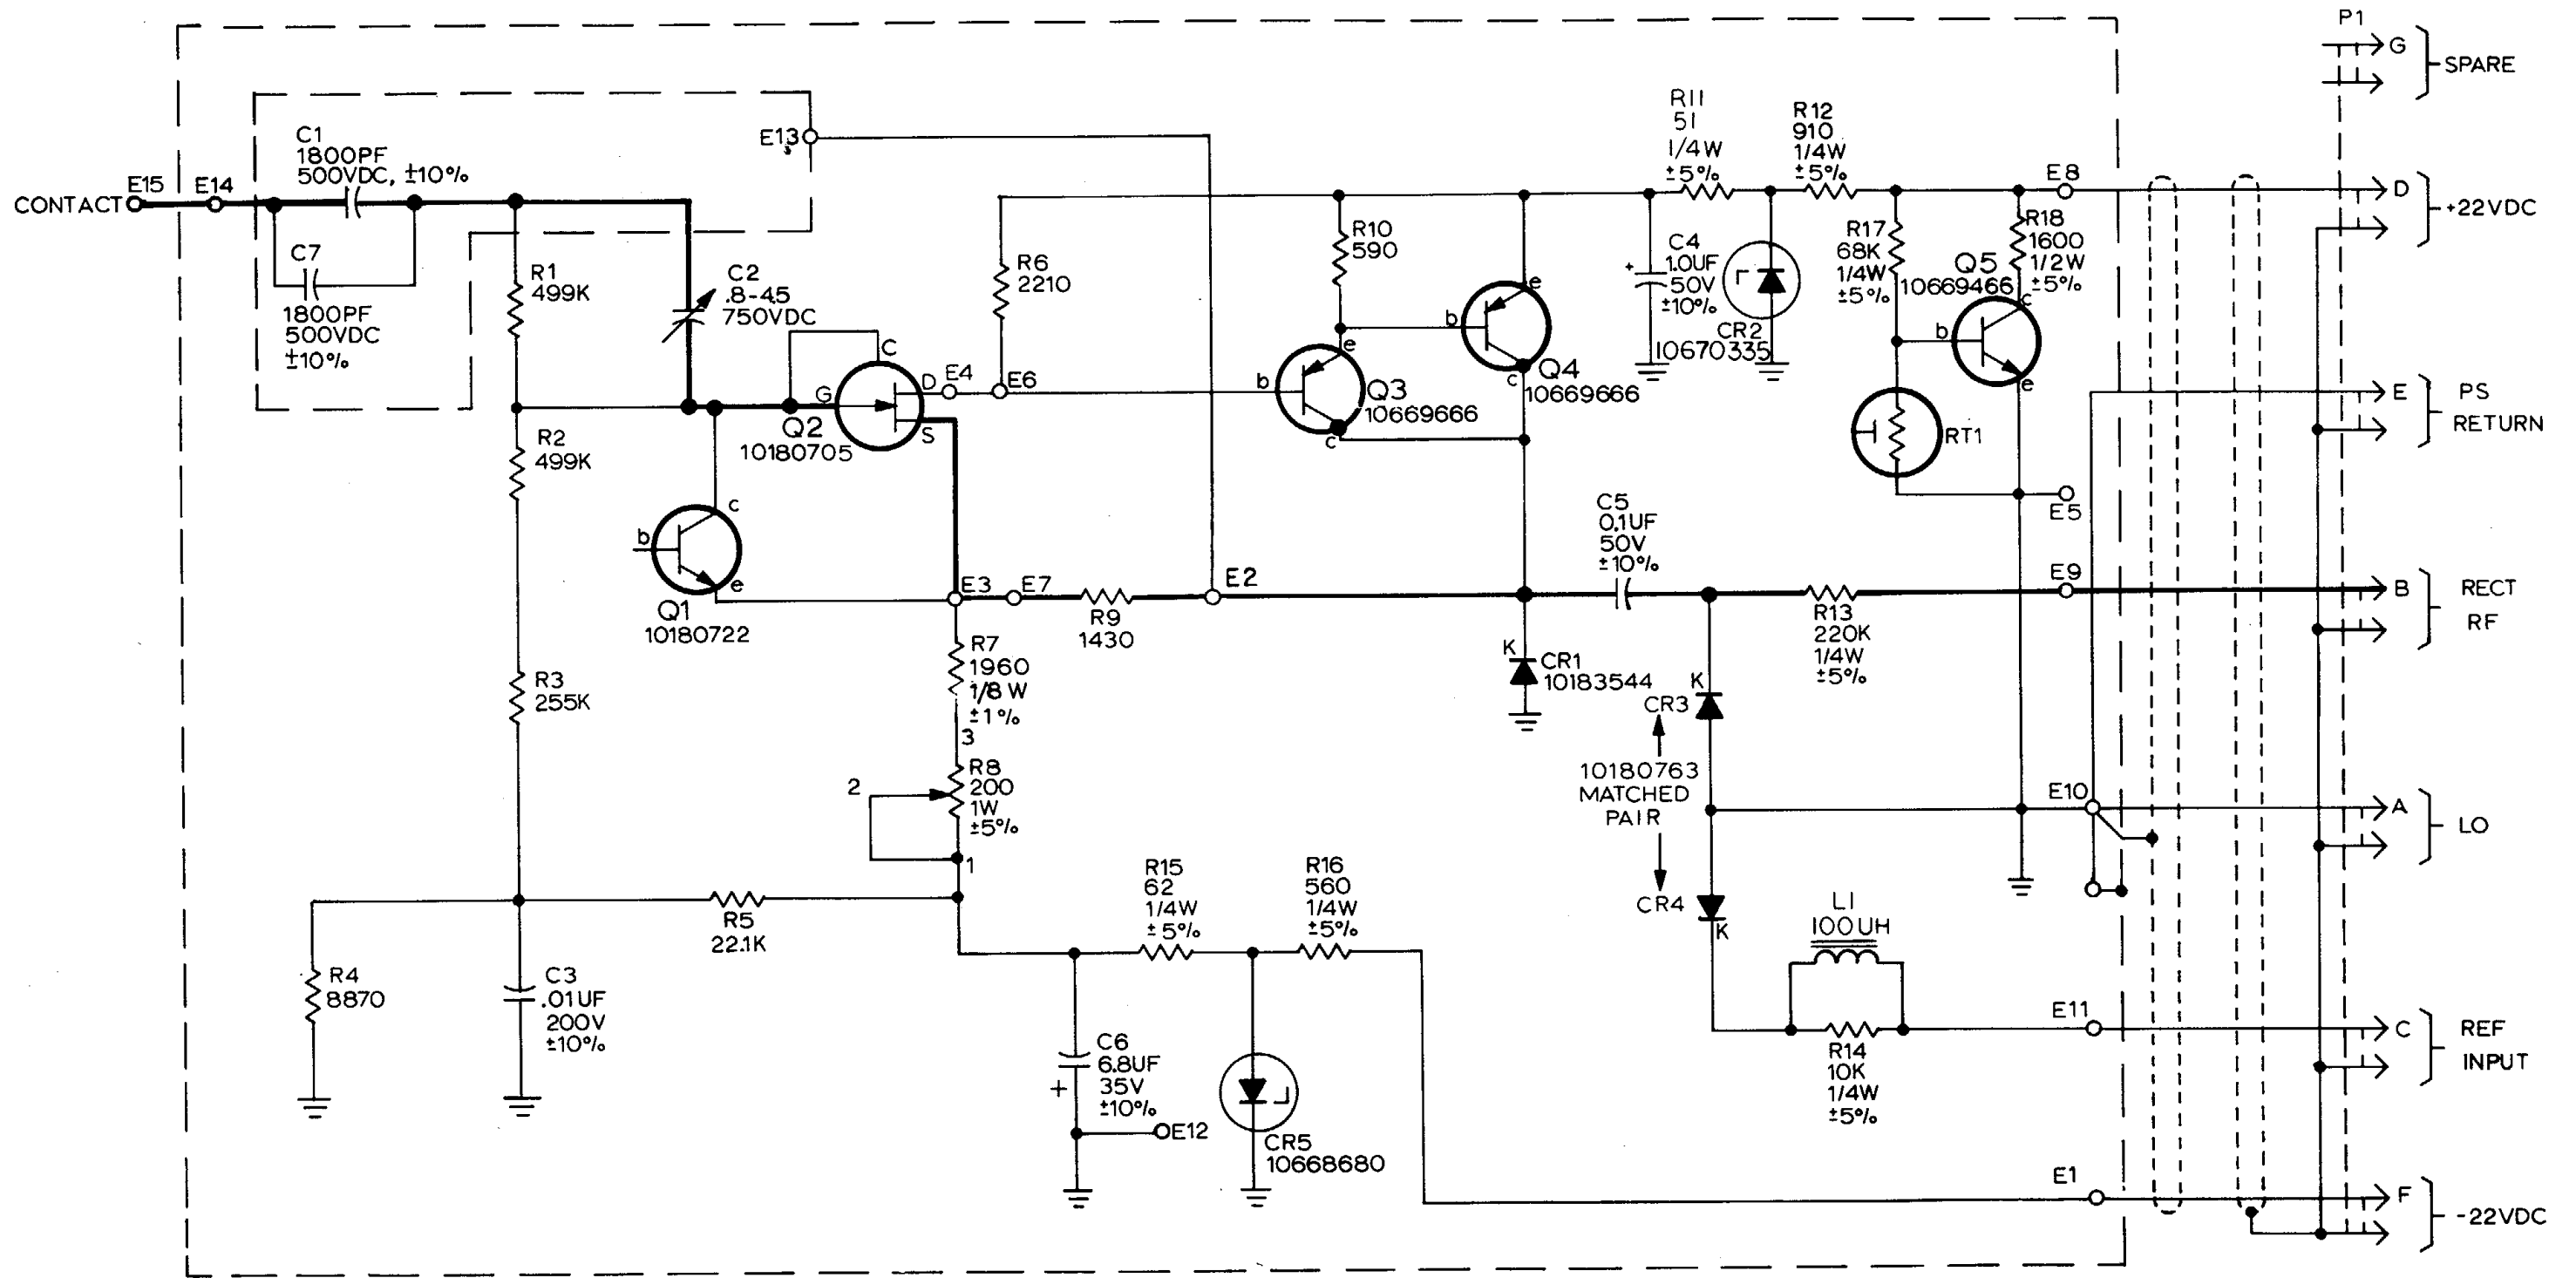 P1
G
SPARE
C1
1800PF
500VDC, ±10%
E13
R11
51
1/4W
±5%
R12
910
1/4W
±5%
E8
D
+22VDC
CONTACT
E15
E14
C7
1800PF
500VDC
±10%
R1
499K
C2
.8-4.5
750VDC
R6
2210
R10
590
C4
1.0UF
50V
±10%
+
CR2
10670335
R17
68K
1/4W
±5%
R18
1600
1/2W
±5%
Q5
10669466
c
b
e
e
b
c
Q4
10669666
e
b
c
Q3
10669666
C
G
D
S
E4
E6
Q2
10180705
RT1
E
PS
RETURN
R2
499K
b
c
e
Q1
10180722
E3
E7
R9
1430
E2
C5
0.1UF
50V
±10%
E5
E9
B
RECT
RF
R13
220K
1/4W
±5%
R3
255K
R7
1960
1/8W
±1%
3
K
CR1
10183544
K
CR3
10180763
MATCHED
PAIR
CR4
K
2
R8
200
1W
±5%
1
E10
A
LO
R5
22.1K
R15
62
1/4W
±5%
R16
560
1/4W
±5%
L1
100UH
R4
8870
C3
.01UF
200V
±10%
C6
6.8UF
35V
±10%
+
E12
CR5
10668680
R14
10K
1/4W
±5%
E11
C
REF
INPUT
E1
F
-22VDC